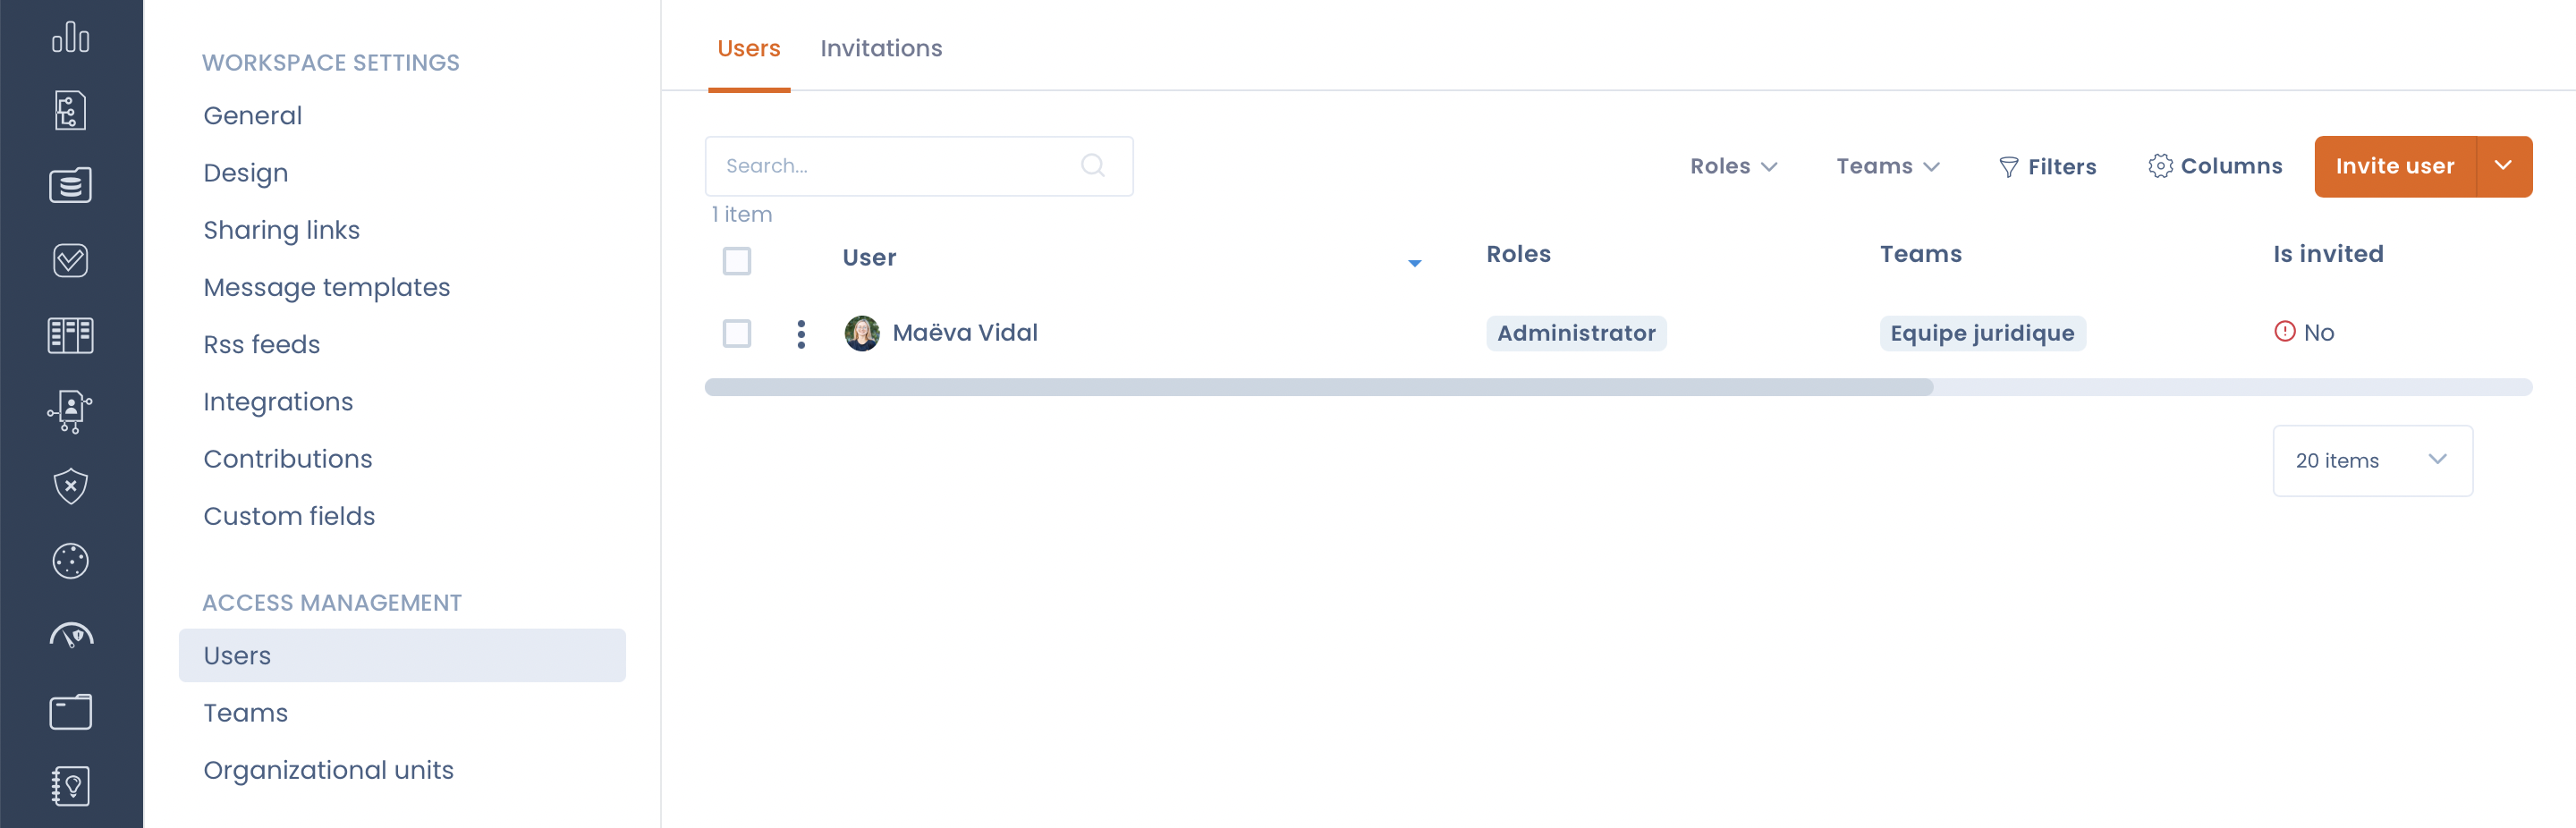 WORKSPACE SETTINGS
General
Design
Sharing links
Message templates
Rss feeds
Integrations
Contributions
Custom fields
ACCESS MANAGEMENT
Users
Teams
Organizational units
Users Invitations
Search... Roles Teams Filters Columns Invite user
1 item
User Roles Teams Is invited
Maëva Vidal Administrator Equipe juridique No
20 items